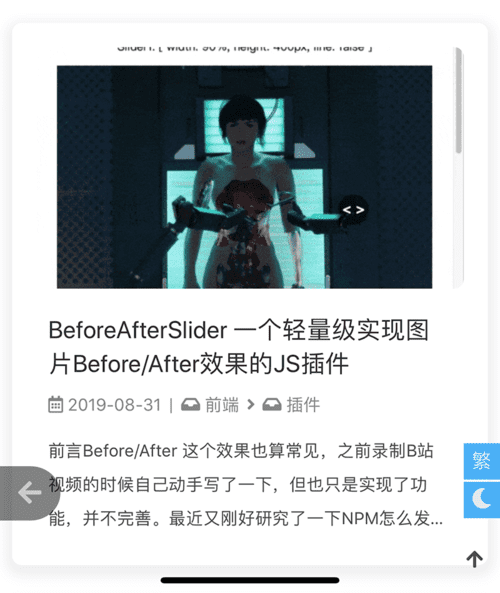 Slider1: { width: 90%, height: 400px, line: false }
< >
BeforeAfterSlider 一个轻量级实现图
片Before/After效果的JS插件
2019-08-31 | 前端 > 插件
前言Before/After 这个效果也算常见，之前录制B站
视频的时候自己动手写了一下，但也只是实现了功
能，并不完善。最近又刚好研究了一下NPM怎么发...
繁